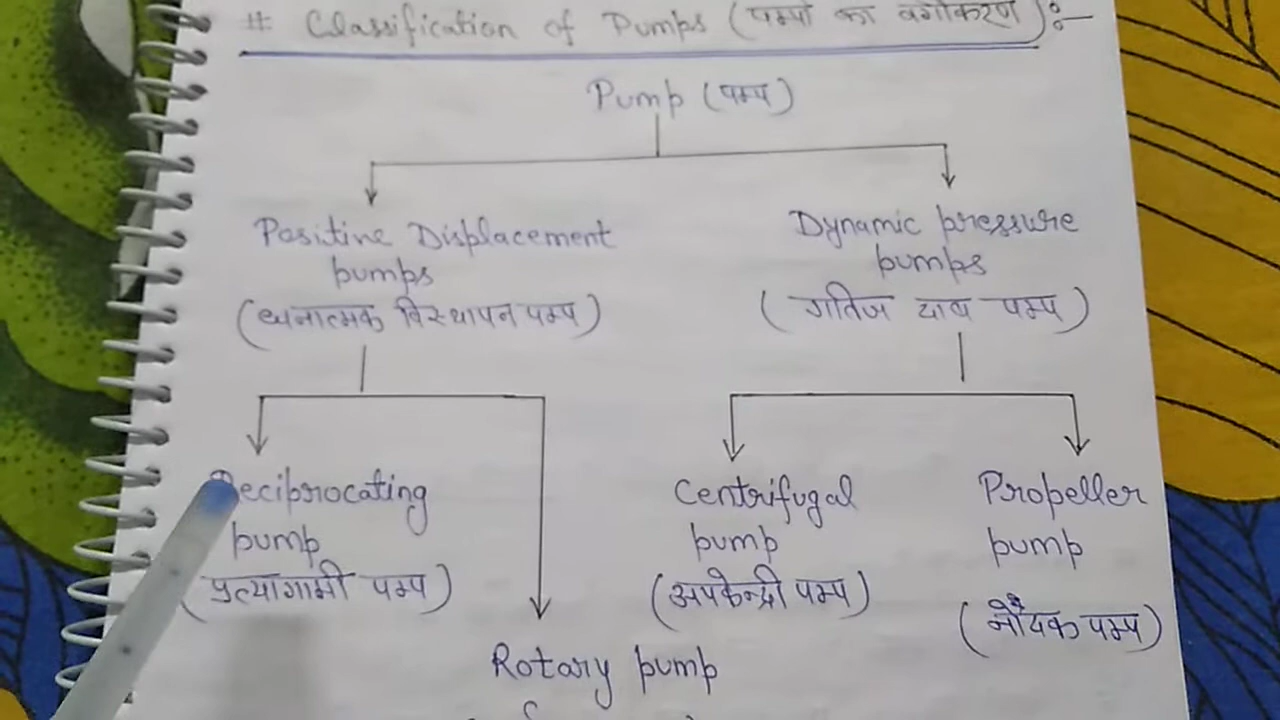 # Classification of Pumps (पम्पों का वर्गीकरण) :-
Pump (पम्प)
Positive Displacement
pumps
(धनात्मक विस्थापन पम्प)
Dynamic pressure
pumps
(गतिज दाब पम्प)
Reciprocating
pump
(प्रत्यागामी पम्प)
Centrifugal
pump
(अपकेन्द्री पम्प)
Propeller
pump
(नोदक पम्प)
Rotary pump